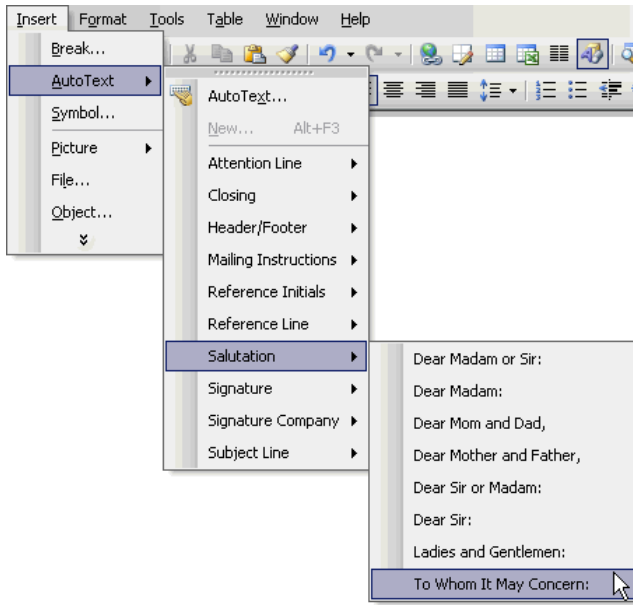 Insert Format Tools Table Window Help
Break...
AutoText
Symbol...
Picture
File...
Object...
AutoText...
New... Alt+F3
Attention Line
Closing
Header/Footer
Mailing Instructions
Reference Initials
Reference Line
Salutation
Signature
Signature Company
Subject Line
Dear Madam or Sir:
Dear Madam:
Dear Mom and Dad,
Dear Mother and Father,
Dear Sir or Madam:
Dear Sir:
Ladies and Gentlemen:
To Whom It May Concern: